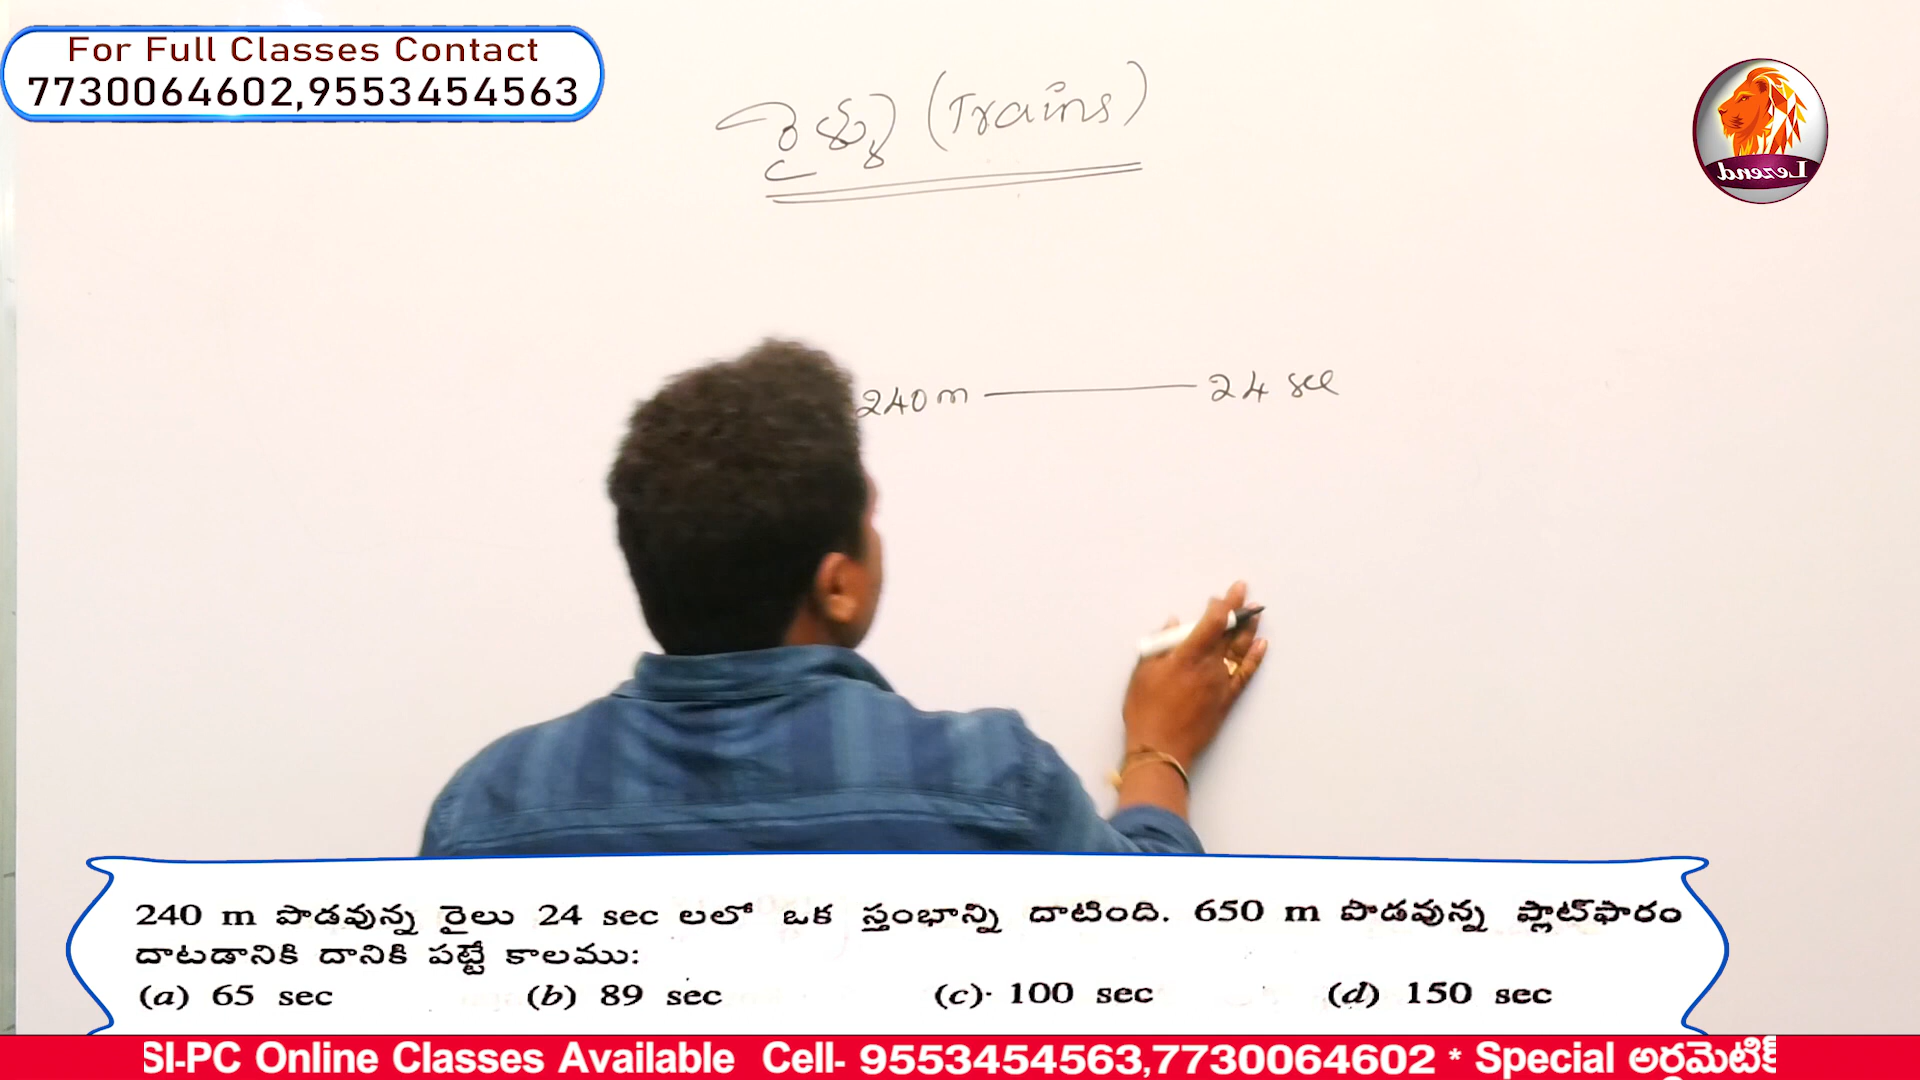 For Full Classes Contact
7730064602,9553454563
రైళ్ళు (Trains)
Lezend
240 m ——— 24 sec
240 m పొడవున్న రైలు 24 sec లలో ఒక స్తంభాన్ని దాటింది. 650 m పొడవున్న ప్లాట్‌ఫారం
దాటడానికి దానికి పట్టే కాలము:
(a) 65 sec (b) 89 sec (c) 100 sec (d) 150 sec
SI-PC Online Classes Available Cell- 9553454563,7730064602 * Special అర్థమెటిక్